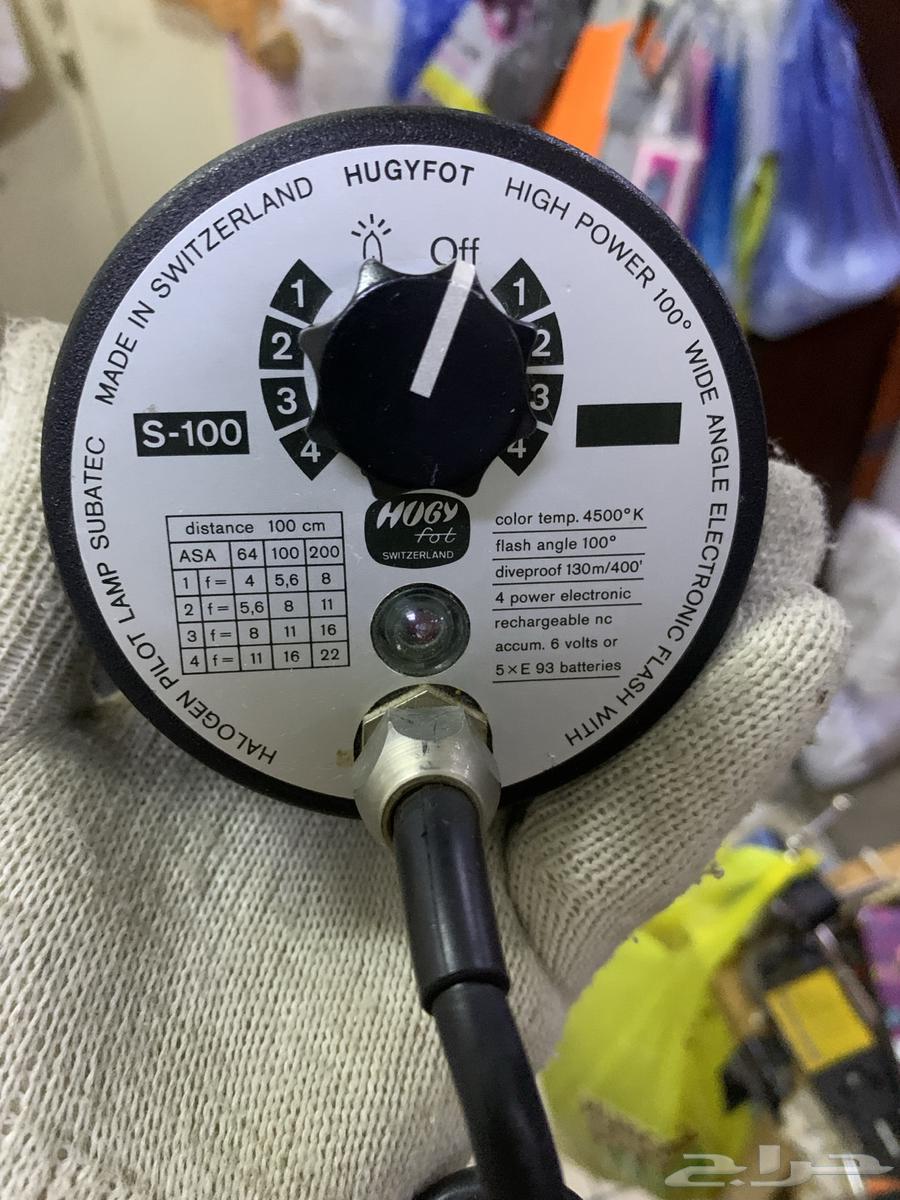 HUGYFOT
HIGH POWER 100° WIDE ANGLE ELECTRONIC FLASH WITH
HALOGEN PILOT LAMP SUBATEC
MADE IN SWITZERLAND
Off
1
2
3
4
1
2
3
4
S-100
distance 100 cm
ASA 64 100 200
1 f= 4 5,6 8
2 f= 5,6 8 11
3 f= 8 11 16
4 f= 11 16 22
HUGY
fot
SWITZERLAND
color temp. 4500°K
flash angle 100°
diveproof 130m/400'
4 power electronic
rechargeable nc
accum. 6 volts or
5×E 93 batteries
حراج